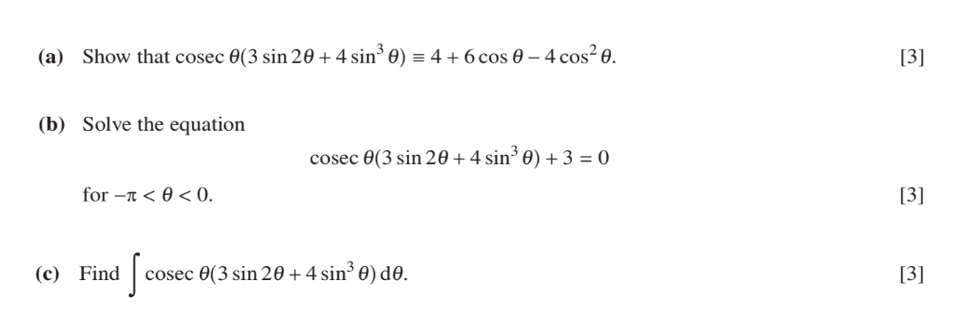 (a) Show that cosec θ(3 sin 2θ + 4 sin³ θ) ≡ 4 + 6 cos θ – 4 cos² θ. [3]
(b) Solve the equation
cosec θ(3 sin 2θ + 4 sin³ θ) + 3 = 0
for –π < θ < 0. [3]
(c) Find ∫ cosec θ(3 sin 2θ + 4 sin³ θ) dθ. [3]